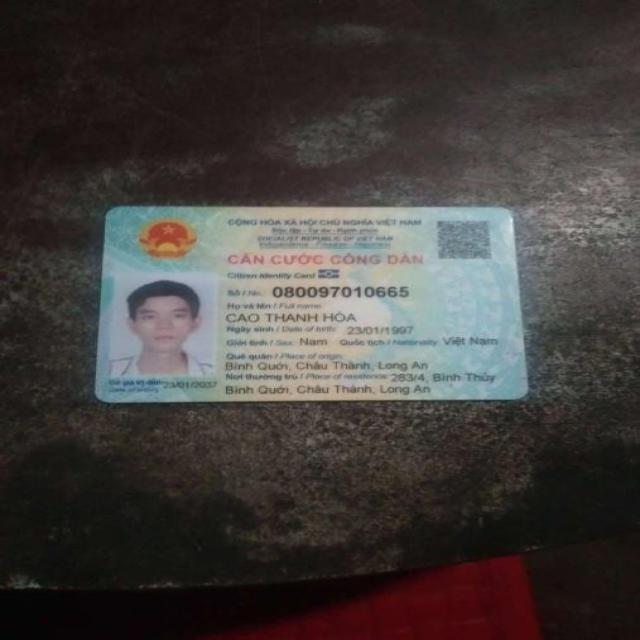 CỘNG HÒA XÃ HỘI CHỦ NGHĨA VIỆT NAM
Độc lập - Tự do - Hạnh phúc
SOCIALIST REPUBLIC OF VIET NAM
CĂN CƯỚC CÔNG DÂN
Citizen Identity Card
Số / No.: 080097010665
Họ và tên / Full name:
CAO THANH HÒA
Ngày sinh / Date of birth: 23/01/1997
Giới tính / Sex: Nam Quốc tịch / Nationality: Việt Nam
Quê quán / Place of origin:
Bình Quới, Châu Thành, Long An
Nơi thường trú / Place of residence: 283/4, Bình Thủy
Bình Quới, Châu Thành, Long An
Có giá trị đến: 23/01/2037
Date of expiry